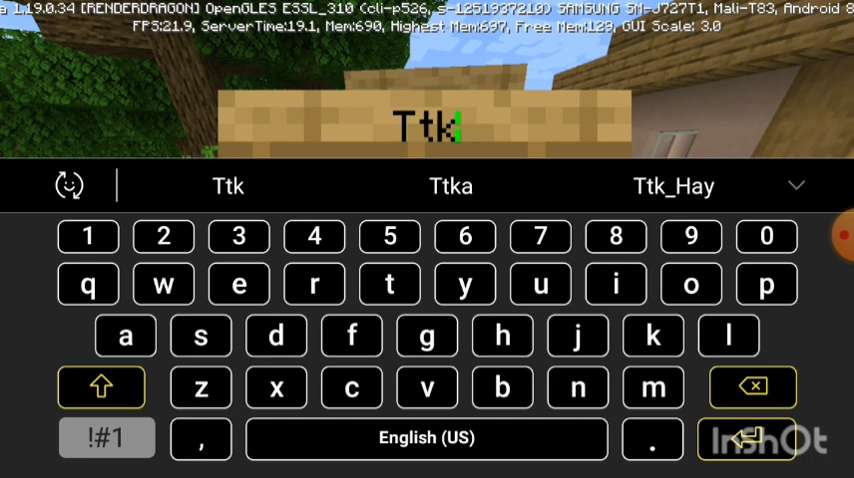 a 1.19.0.34 [RENDERDRAGON] OpenGLES ESSL_310 (cli-p526, s-1251937210) SAMSUNG SM-J727T1, Mali-T83, Android 8
FPS:21.9, ServerTime:19.1, Mem:690, Highest Mem:697, Free Mem:129, GUI Scale: 3.0
Ttk
Ttk Ttka Ttk_Hay
1 2 3 4 5 6 7 8 9 0
q w e r t y u i o p
a s d f g h j k l
z x c v b n m
!#1 , English (US) .
InShOt